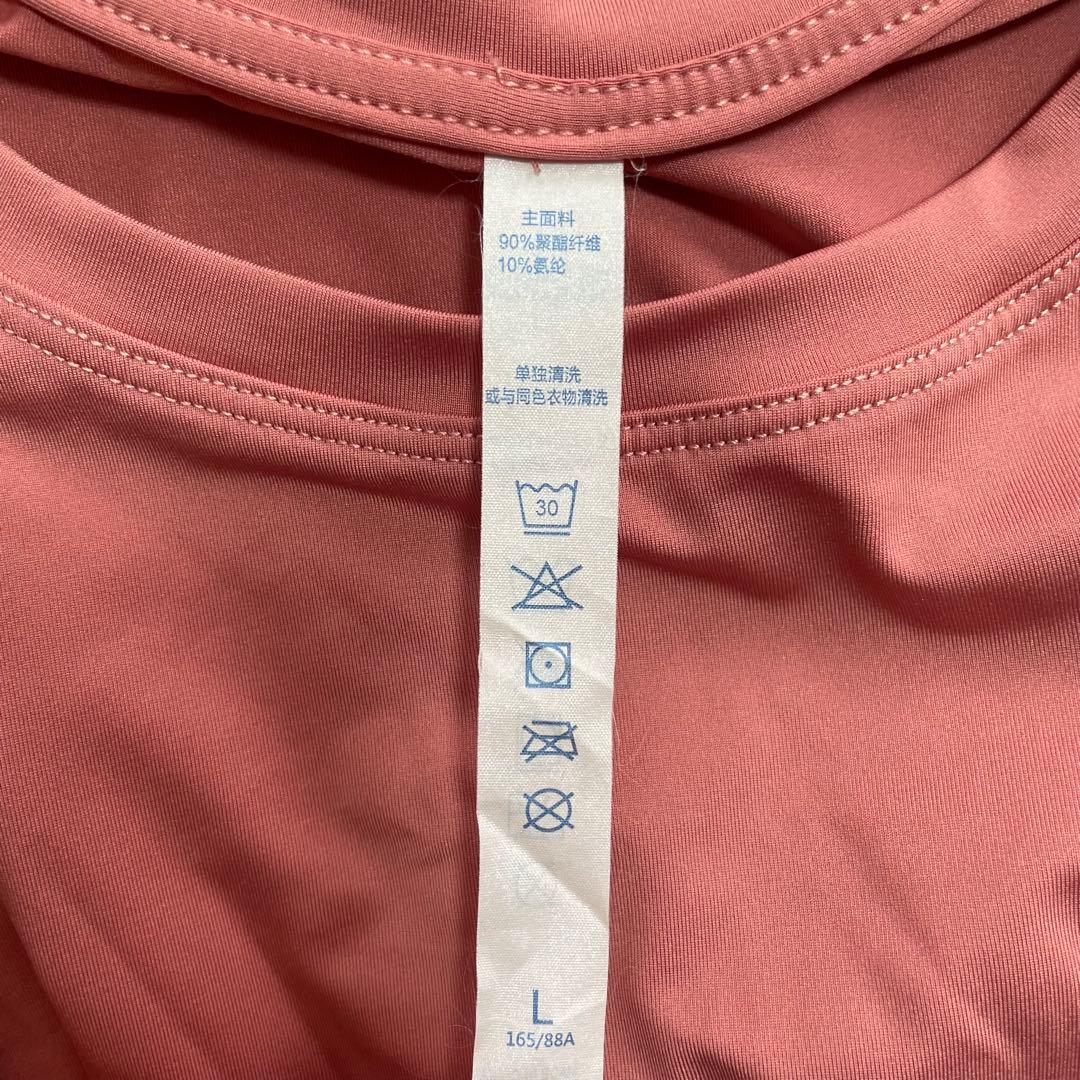 主面料
90%聚酯纤维
10%氨纶
单独清洗
或与同色衣物清洗
30
L
165/88A